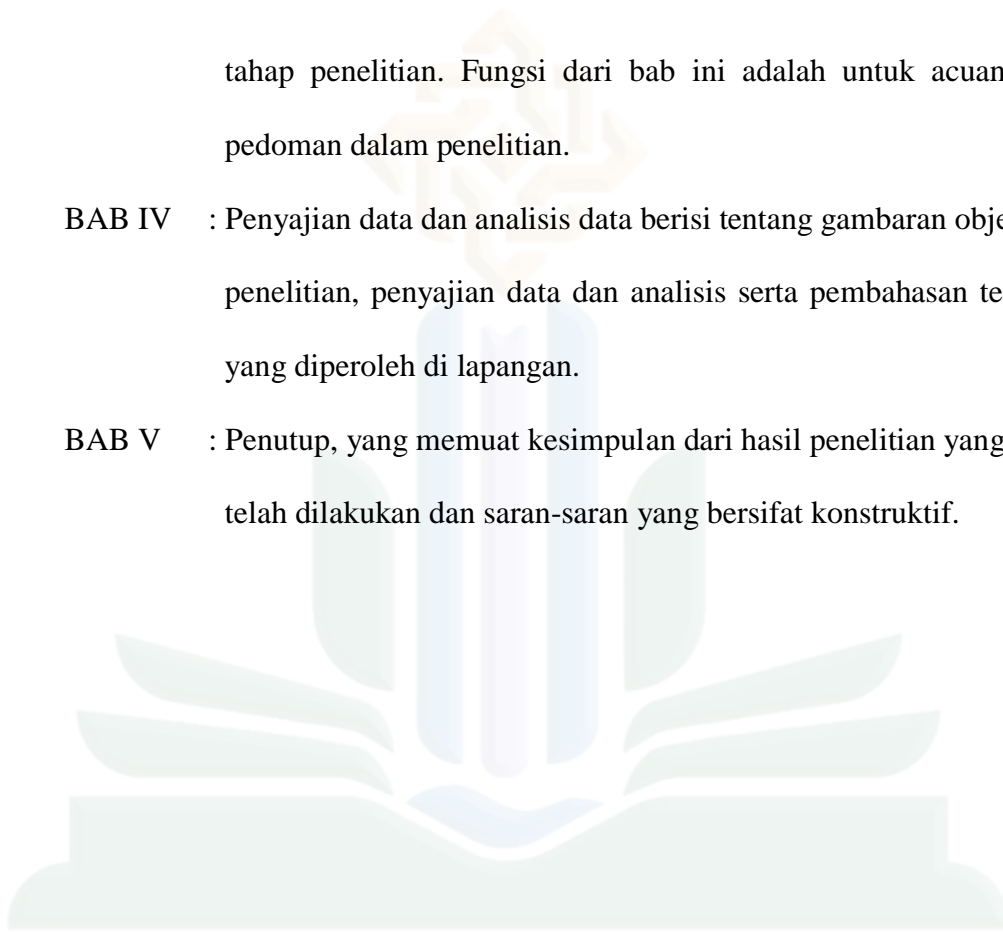 tahap penelitian. Fungsi dari bab ini adalah untuk acuan
pedoman dalam penelitian.
BAB IV : Penyajian data dan analisis data berisi tentang gambaran
penelitian, penyajian data dan analisis serta pembahasan
yang diperoleh di lapangan.
BAB V : Penutup, yang memuat kesimpulan dari hasil penelitian yang
telah dilakukan dan saran-saran yang bersifat konstruktif.